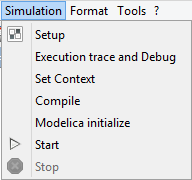 Simulation Format Tools ?
Setup
Execution trace and Debug
Set Context
Compile
Modelica initialize
Start
Stop